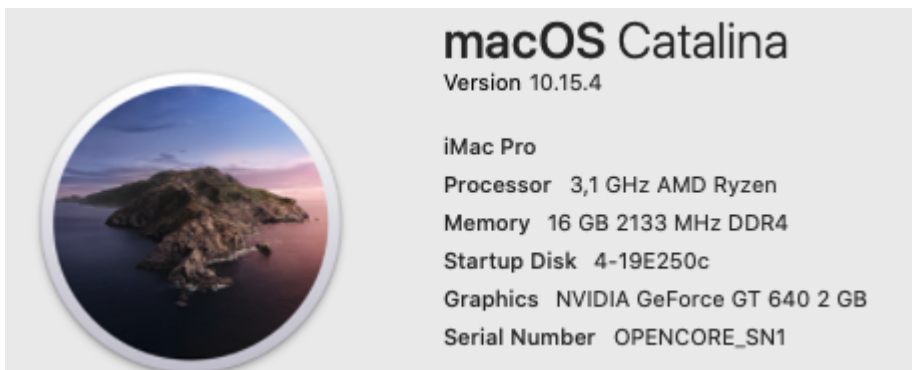 macOS Catalina
Version 10.15.4
iMac Pro
Processor 3,1 GHz AMD Ryzen
Memory 16 GB 2133 MHz DDR4
Startup Disk 4-19E250c
Graphics NVIDIA GeForce GT 640 2 GB
Serial Number OPENCORE_SN1